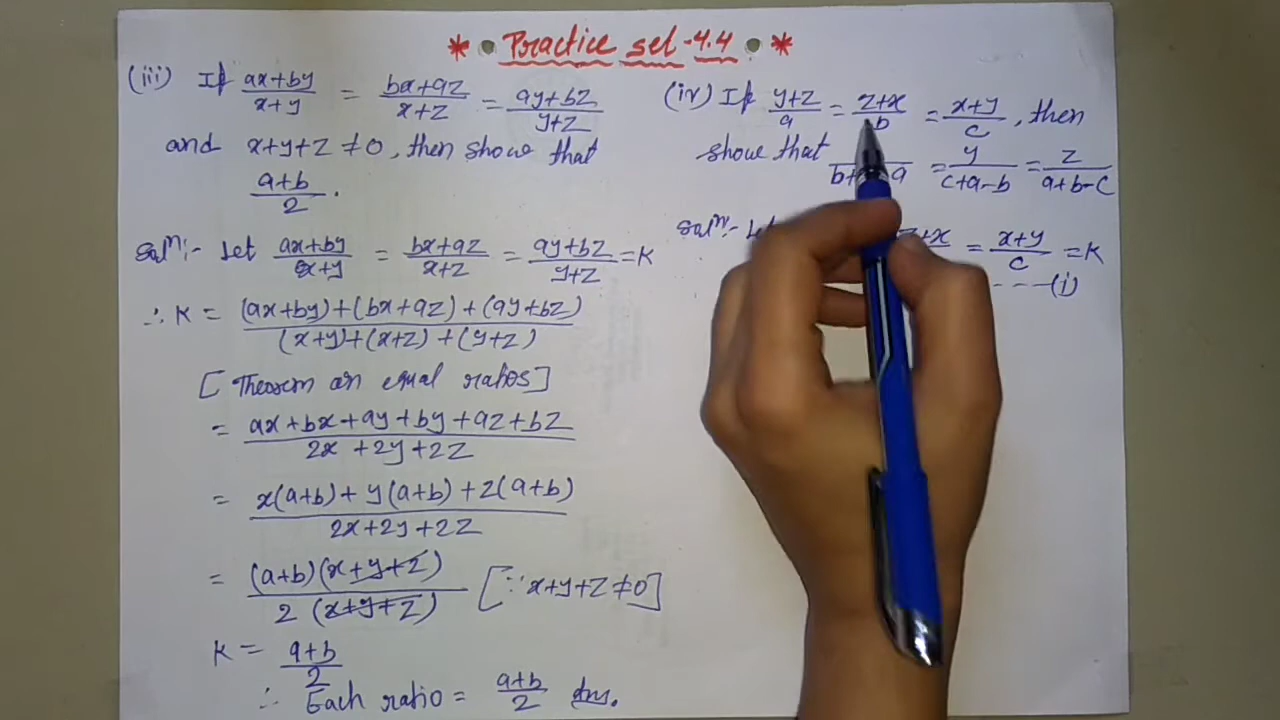 * • Practice set-4.4 • *
(iii) If ax+by/x+y = bx+az/x+z = ay+bz/y+z
and x+y+z ≠0, then show that
a+b/2.
Solⁿ:- Let ax+by/x+y = bx+az/x+z = ay+bz/y+z =K
∴ K = (ax+by)+(bx+az)+(ay+bz)/(x+y)+(x+z)+(y+z)
[Theorem on equal ratios]
= ax+bx+ay+by+az+bz/2x+2y+2z
= x(a+b)+y(a+b)+z(a+b)/2x+2y+2z
= (a+b)(x+y+z)/2(x+y+z) [∵ x+y+z ≠0]
K = a+b/2
∴ Each ratio = a+b/2 Ans.
(iv) If y+z/a = z+x/b = x+y/c, then
show that = y/c+a-b = z/a+b-c
Solⁿ:- Let z+x = x+y/c =K
---(i)